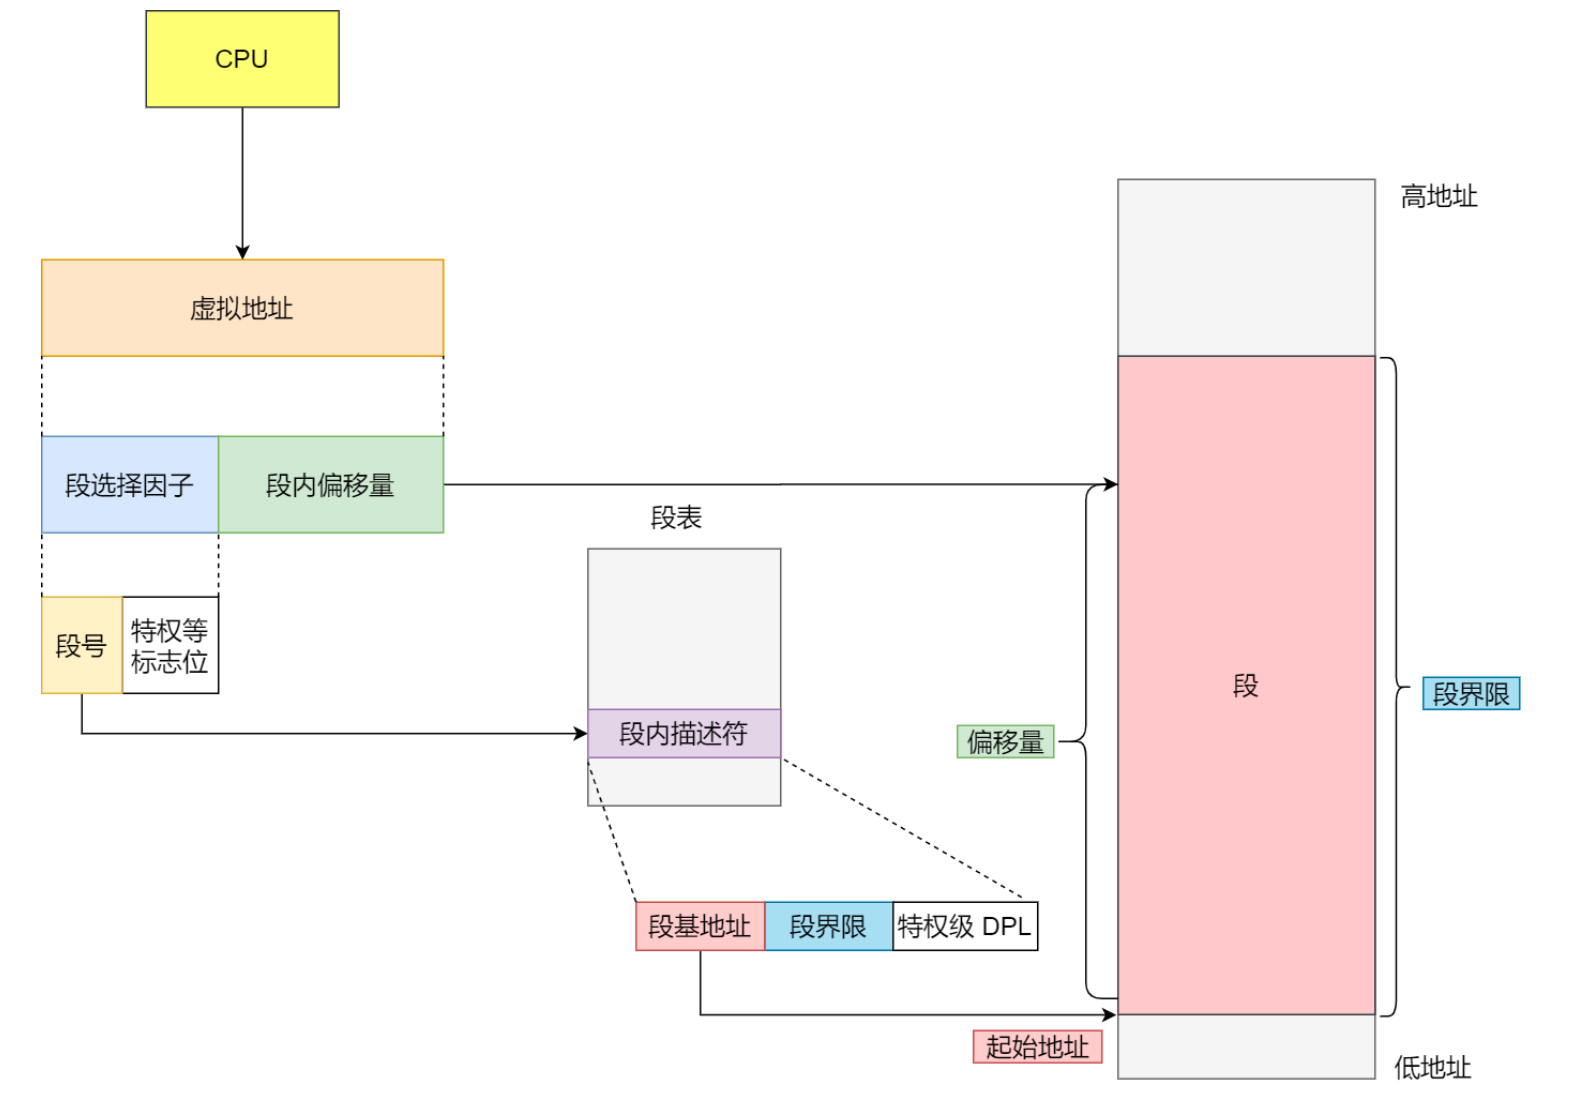 CPU
高地址
虚拟地址
段选择因子
段内偏移量
段表
段号
特权等
标志位
段内描述符
偏移量
段
段界限
段基地址
段界限
特权级 DPL
起始地址
低地址